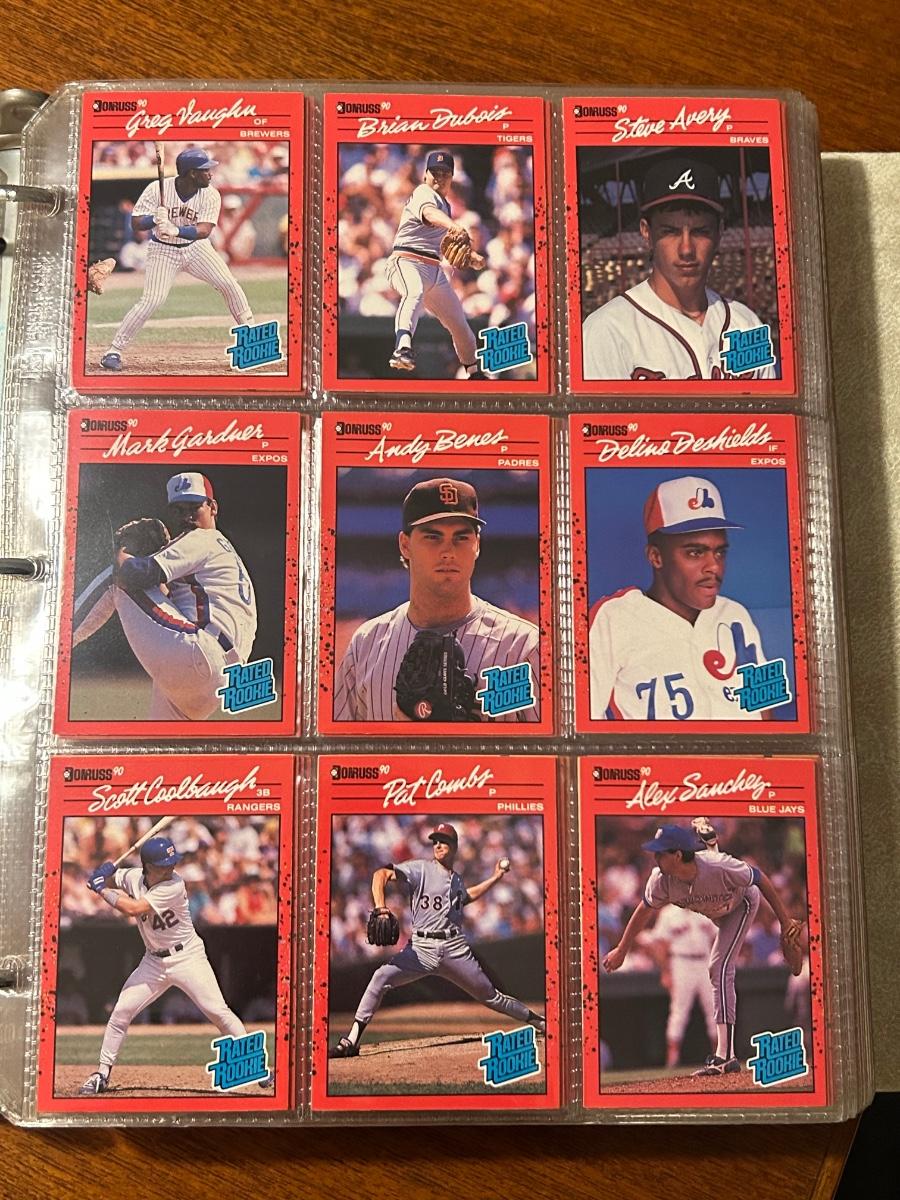 DONRUSS 90
Greg Vaughn
OF
BREWERS
BREWE
RATED
ROOKIE
DONRUSS 90
Brian Dubois
P
TIGERS
RATED
ROOKIE
DONRUSS 90
Steve Avery
P
BRAVES
A
RATED
ROOKIE
DONRUSS 90
Mark Gardner
P
EXPOS
RATED
ROOKIE
DONRUSS 90
Andy Benes
P
PADRES
SD
R
RATED
ROOKIE
DONRUSS 90
Delino Deshields
IF
EXPOS
75
e
RATED
ROOKIE
DONRUSS 90
Scott Coolbaugh
3B
RANGERS
42
RATED
ROOKIE
DONRUSS 90
Pat Combs
P
PHILLIES
38
RATED
ROOKIE
DONRUSS 90
Alex Sanchez
P
BLUE JAYS
RATED
ROOKIE